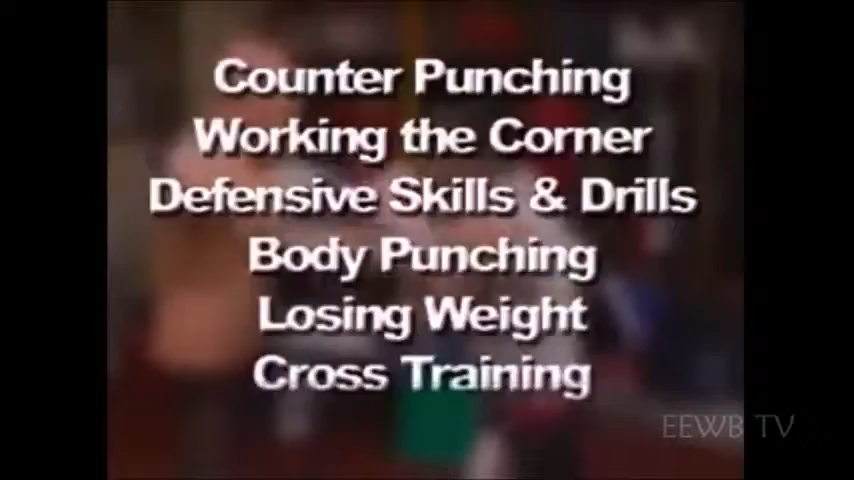 Counter Punching
Working the Corner
Defensive Skills & Drills
Body Punching
Losing Weight
Cross Training
EEWB TV